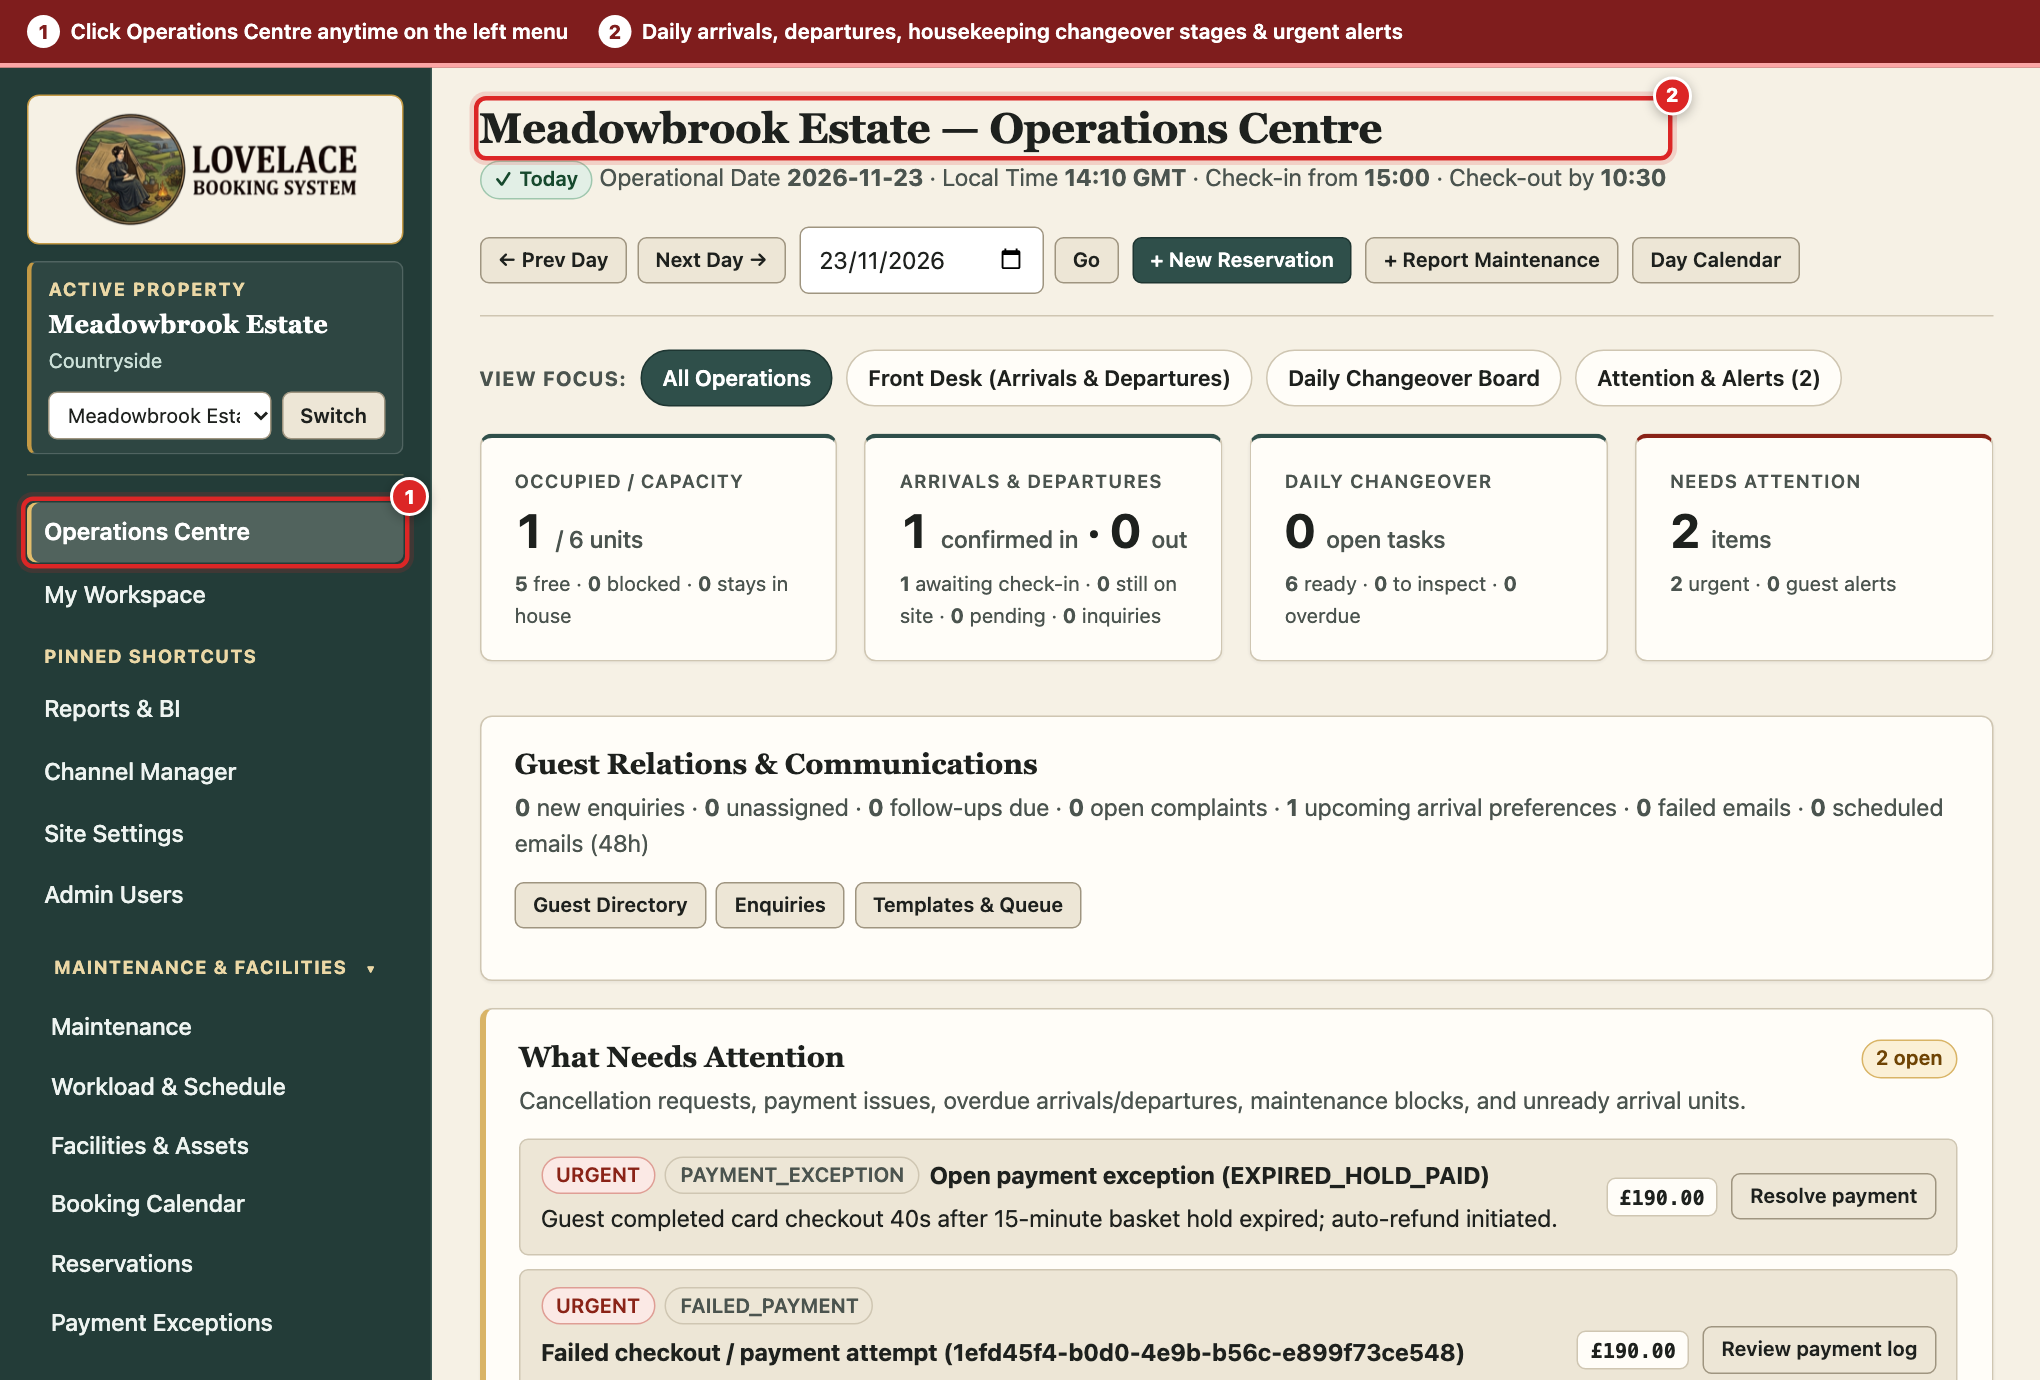 1 Click Operations Centre anytime on the left menu 2 Daily arrivals, departures, housekeeping changeover stages & urgent alerts
LOVELACE
BOOKING SYSTEM
ACTIVE PROPERTY
Meadowbrook Estate
Countryside
Meadowbrook Esta Switch
1
Operations Centre
My Workspace
PINNED SHORTCUTS
Reports & BI
Channel Manager
Site Settings
Admin Users
MAINTENANCE & FACILITIES ▾
Maintenance
Workload & Schedule
Facilities & Assets
Booking Calendar
Reservations
Payment Exceptions
2
Meadowbrook Estate — Operations Centre
✓ Today Operational Date 2026-11-23 · Local Time 14:10 GMT · Check-in from 15:00 · Check-out by 10:30
← Prev Day Next Day → 23/11/2026 Go + New Reservation + Report Maintenance Day Calendar
VIEW FOCUS: All Operations Front Desk (Arrivals & Departures) Daily Changeover Board Attention & Alerts (2)
OCCUPIED / CAPACITY
1 / 6 units
5 free · 0 blocked · 0 stays in
house
ARRIVALS & DEPARTURES
1 confirmed in · 0 out
1 awaiting check-in · 0 still on
site · 0 pending · 0 inquiries
DAILY CHANGEOVER
0 open tasks
6 ready · 0 to inspect · 0
overdue
NEEDS ATTENTION
2 items
2 urgent · 0 guest alerts
Guest Relations & Communications
0 new enquiries · 0 unassigned · 0 follow-ups due · 0 open complaints · 1 upcoming arrival preferences · 0 failed emails · 0 scheduled
emails (48h)
Guest Directory Enquiries Templates & Queue
What Needs Attention
2 open
Cancellation requests, payment issues, overdue arrivals/departures, maintenance blocks, and unready arrival units.
URGENT PAYMENT_EXCEPTION Open payment exception (EXPIRED_HOLD_PAID)
Guest completed card checkout 40s after 15-minute basket hold expired; auto-refund initiated.
£190.00 Resolve payment
URGENT FAILED_PAYMENT
Failed checkout / payment attempt (1efd45f4-b0d0-4e9b-b56c-e899f73ce548)
£190.00 Review payment log